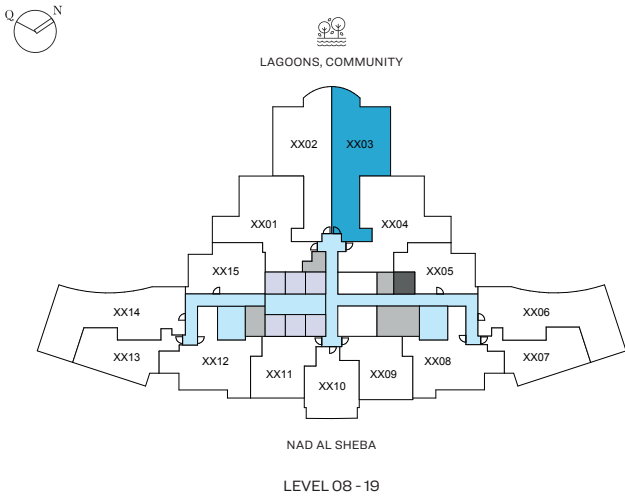 Q N
LAGOONS, COMMUNITY
XX02 XX03
XX01 XX04
XX15 XX05
XX14 XX06
XX13 XX12 XX08 XX07
XX11 XX10 XX09
NAD AL SHEBA
LEVEL 08 - 19